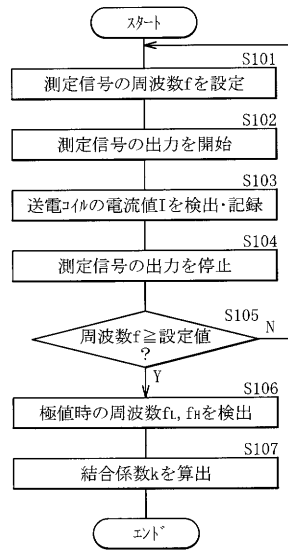 スタート
S101
測定信号の周波数fを設定
S102
測定信号の出力を開始
S103
送電コイルの電流値Iを検出・記録
S104
測定信号の出力を停止
S105
周波数f≧設定値
?
N
Y
S106
極値時の周波数fL, fHを検出
S107
結合係数kを算出
エンド